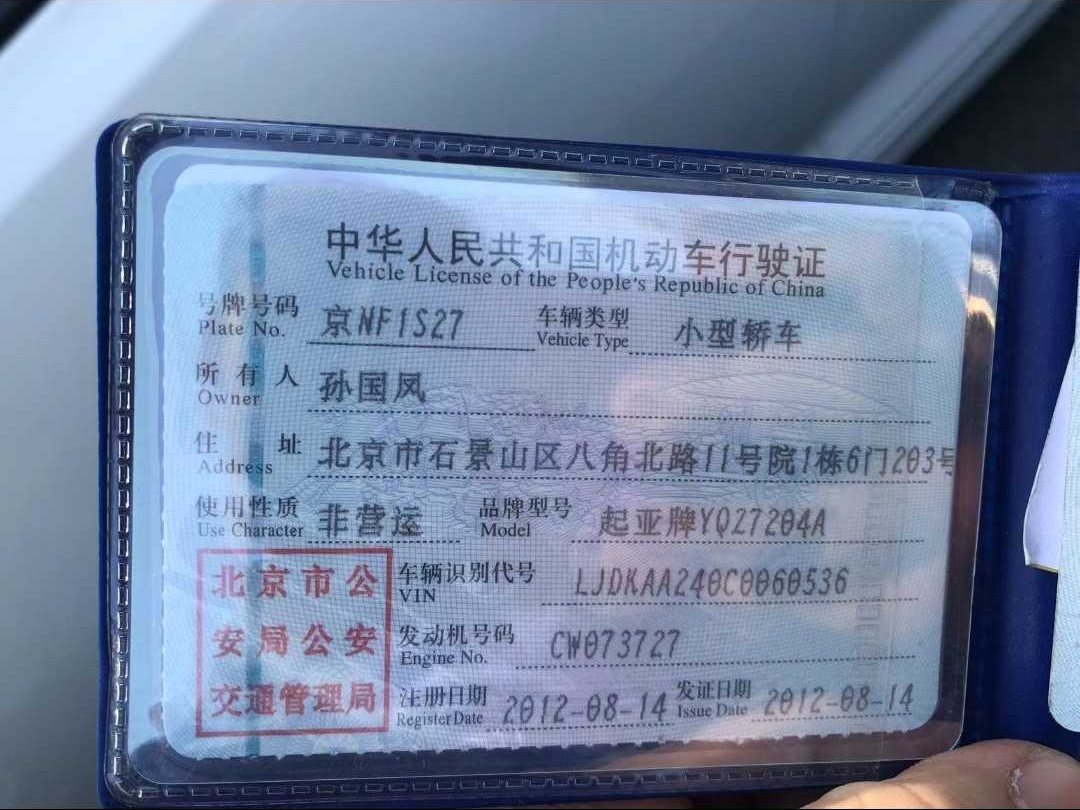 中华人民共和国机动车行驶证
Vehicle License of the People's Republic of China
号牌号码 京NF1S27 车辆类型 小型轿车
Plate No. Vehicle Type
所有人 孙国凤
Owner
住址 北京市石景山区八角北路11号院1栋6门203号
Address
使用性质 非营运 品牌型号 起亚牌YQZ7204A
Use Character Model
北京市公 车辆识别代号 LJDKAA240C0060536
VIN
安局公安 发动机号码 CW073727
Engine No.
交通管理局 注册日期 2012-08-14 发证日期 2012-08-14
Register Date Issue Date